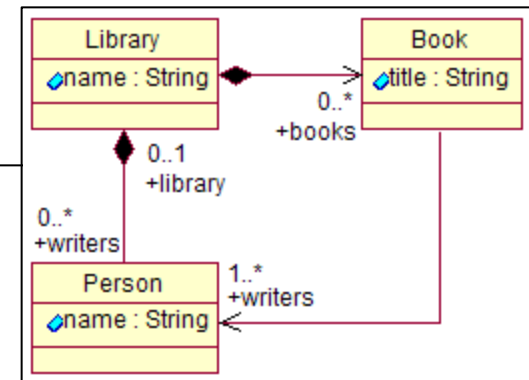 Library
name : String
Book
title : String
0..*
+books
0..1
+library
0..*
+writers
Person
name : String
1..*
+writers